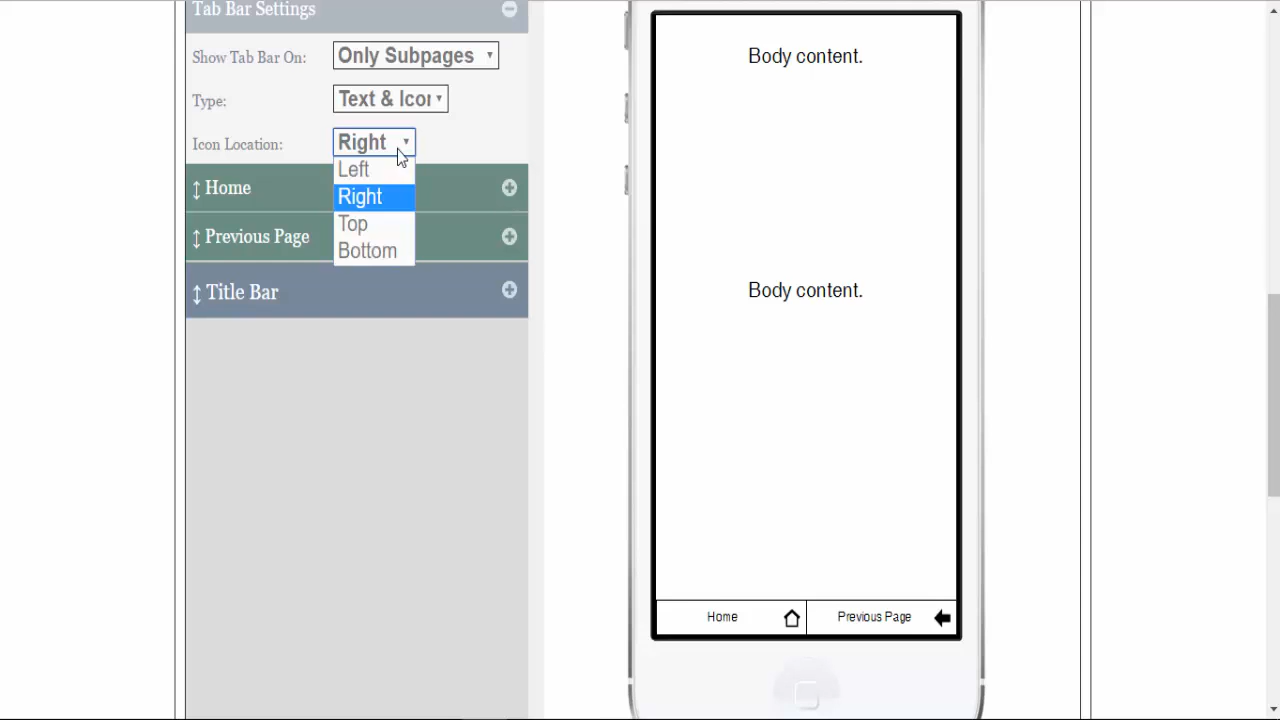 Tab Bar Settings
Show Tab Bar On: Only Subpages
Type: Text & Icon
Icon Location: Right
Left
Right
Top
Bottom
Home
Previous Page
Title Bar
Body content.
Body content.
Home
Previous Page